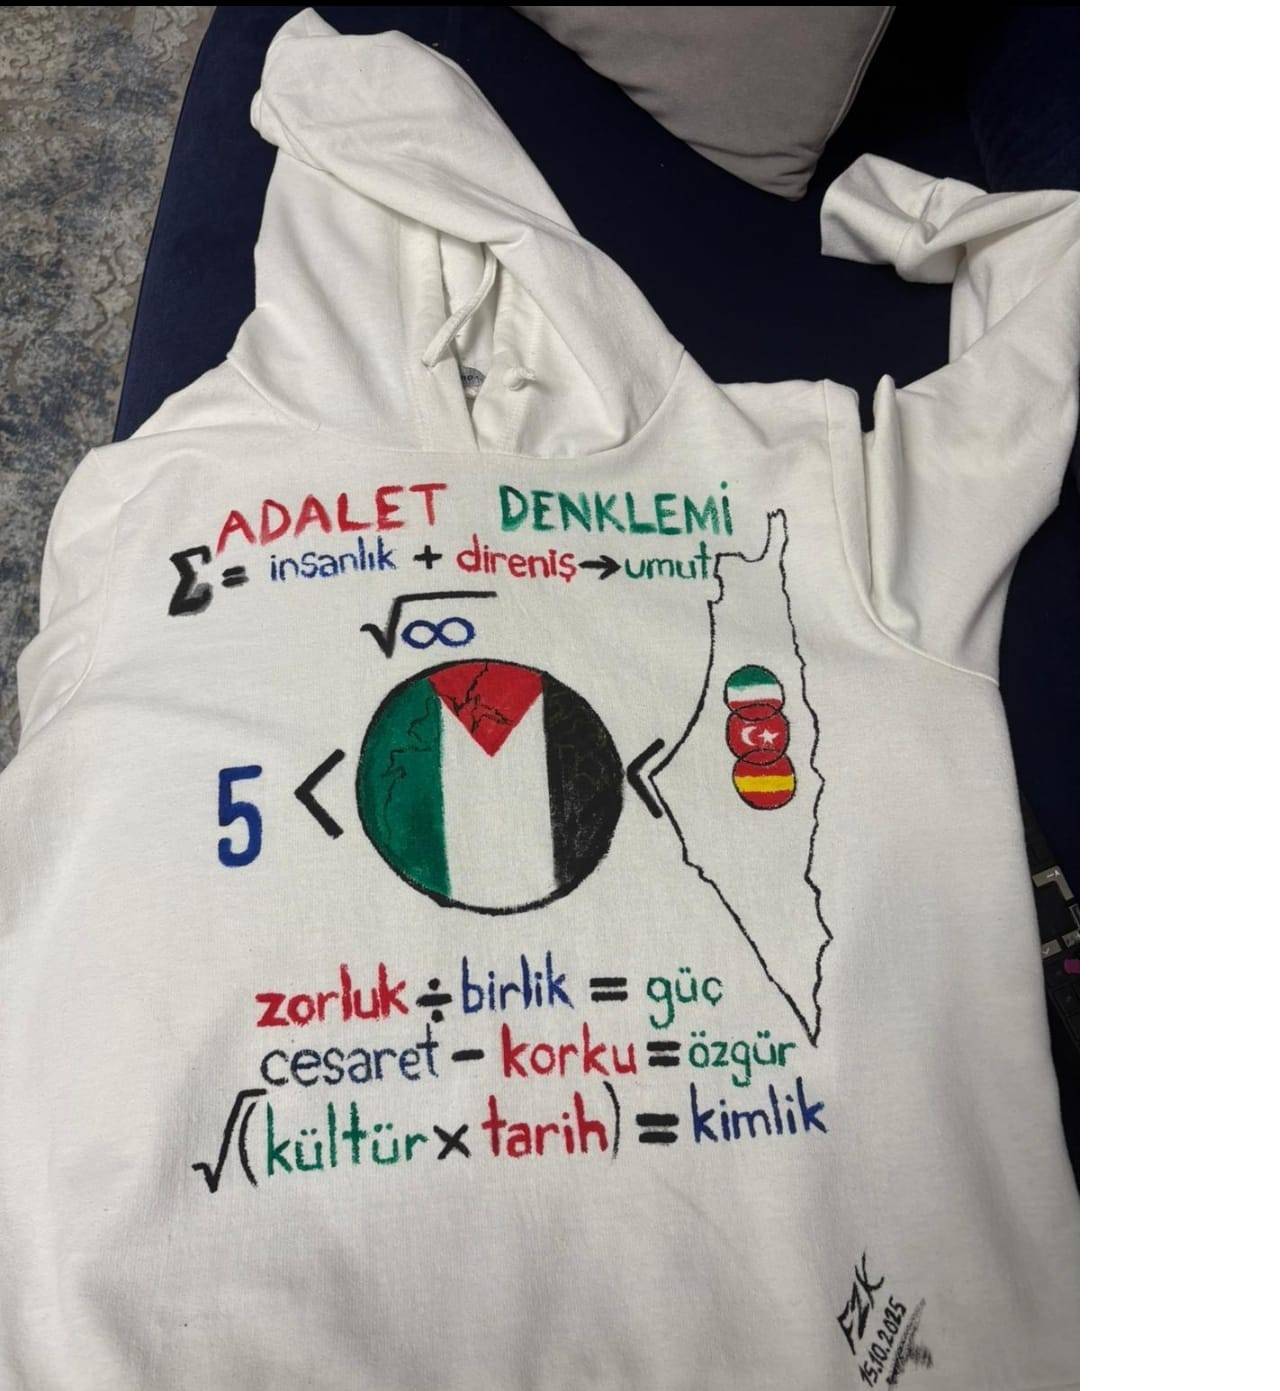 ADALET DENKLEMİ
Σ = insanlık + direniş → umut
√∞
5 < <
zorluk ÷ birlik = güç
cesaret - korku = özgür
√(kültür x tarih) = kimlik
FZK
15.10.2025